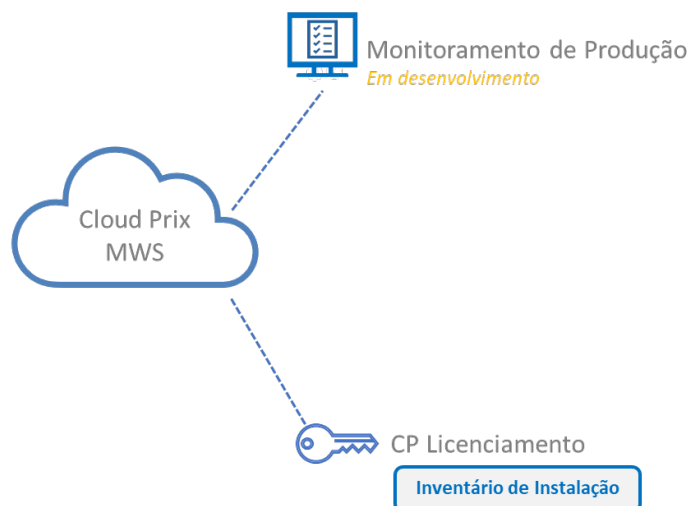 Monitoramento de Produção
Em desenvolvimento
Cloud Prix
MWS
CP Licenciamento
Inventário de Instalação